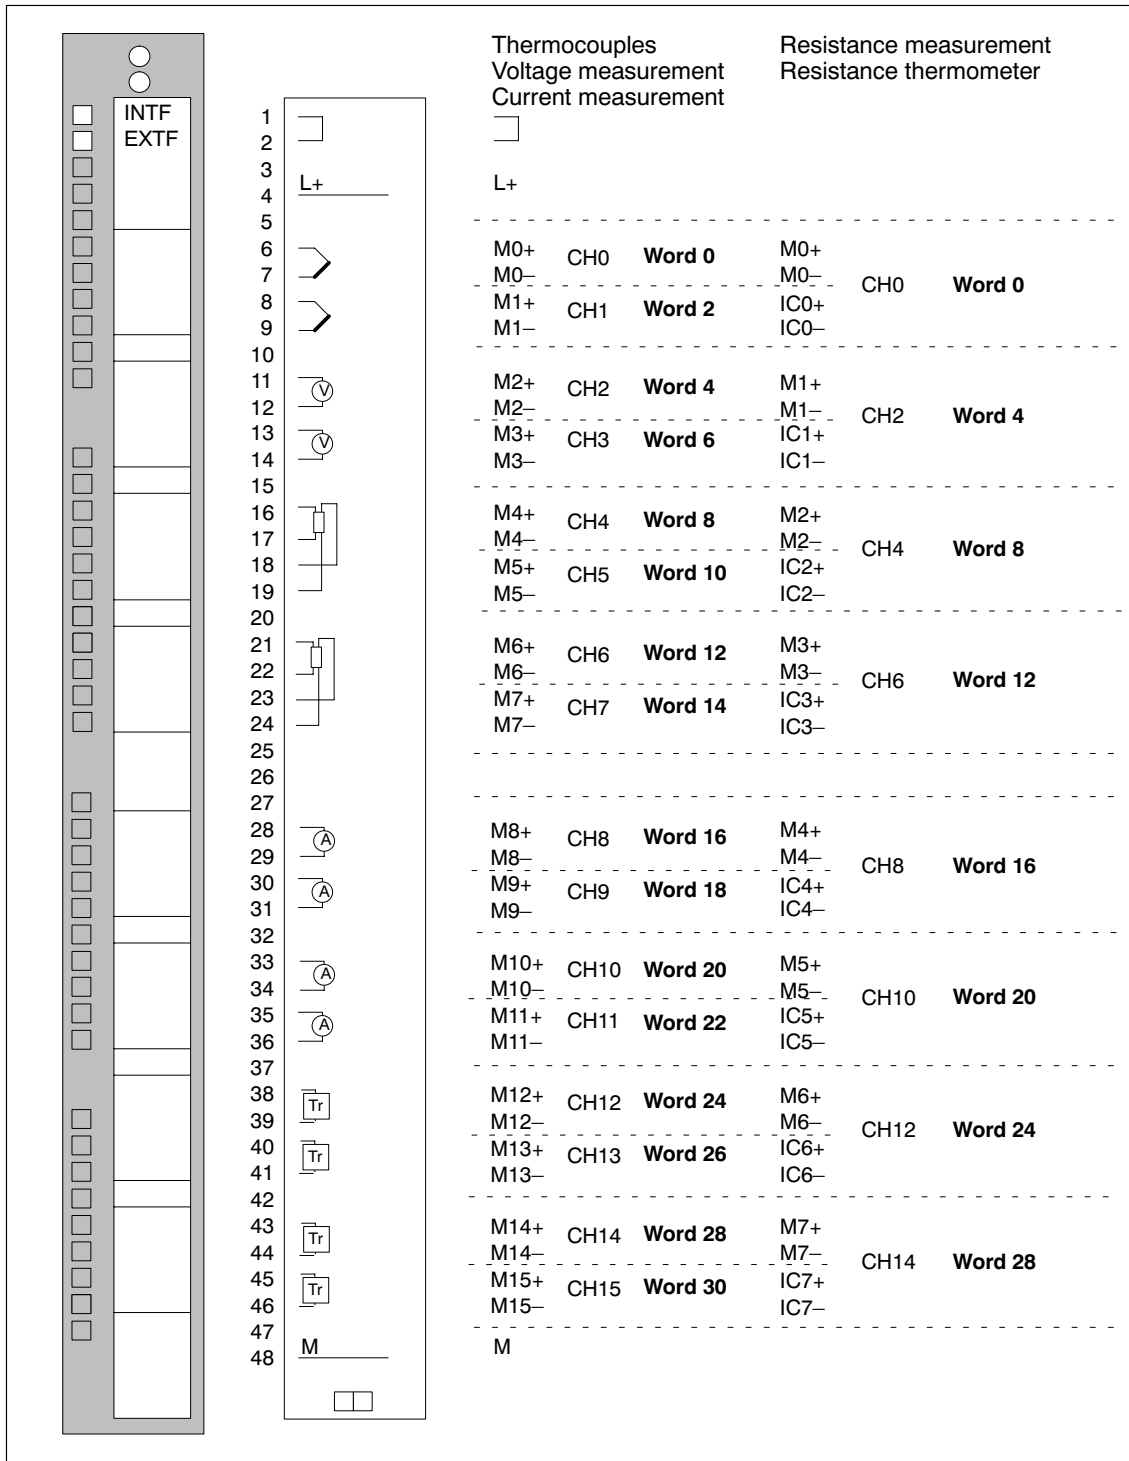 Thermocouples Resistance measurement
Voltage measurement Resistance thermometer
Current measurement
INTF
EXTF
1
2
3
4 L+ L+
5
6 M0+ CH0 Word 0 M0+
7 M0– M0–
CH0 Word 0
8 M1+ CH1 Word 2 IC0+
9 M1– IC0–
10
11 M2+ CH2 Word 4 M1+
12 V M2– M1–
CH2 Word 4
13 M3+ CH3 Word 6 IC1+
14 V M3– IC1–
15
16 M4+ CH4 Word 8 M2+
17 M4– M2–
CH4 Word 8
18 M5+ CH5 Word 10 IC2+
19 M5– IC2–
20
21 M6+ CH6 Word 12 M3+
22 M6– M3–
CH6 Word 12
23 M7+ CH7 Word 14 IC3+
24 M7– IC3–
25
26
27
28 M8+ CH8 Word 16 M4+
29 A M8– M4–
CH8 Word 16
30 M9+ CH9 Word 18 IC4+
31 A M9– IC4–
32
33 M10+ CH10 Word 20 M5+
34 A M10– M5–
CH10 Word 20
35 M11+ CH11 Word 22 IC5+
36 A M11– IC5–
37
38 M12+ CH12 Word 24 M6+
39 Tr M12– M6–
CH12 Word 24
40 M13+ CH13 Word 26 IC6+
41 Tr M13– IC6–
42
43 M14+ CH14 Word 28 M7+
44 Tr M14– M7–
CH14 Word 28
45 M15+ CH15 Word 30 IC7+
46 Tr M15– IC7–
47
48 M M